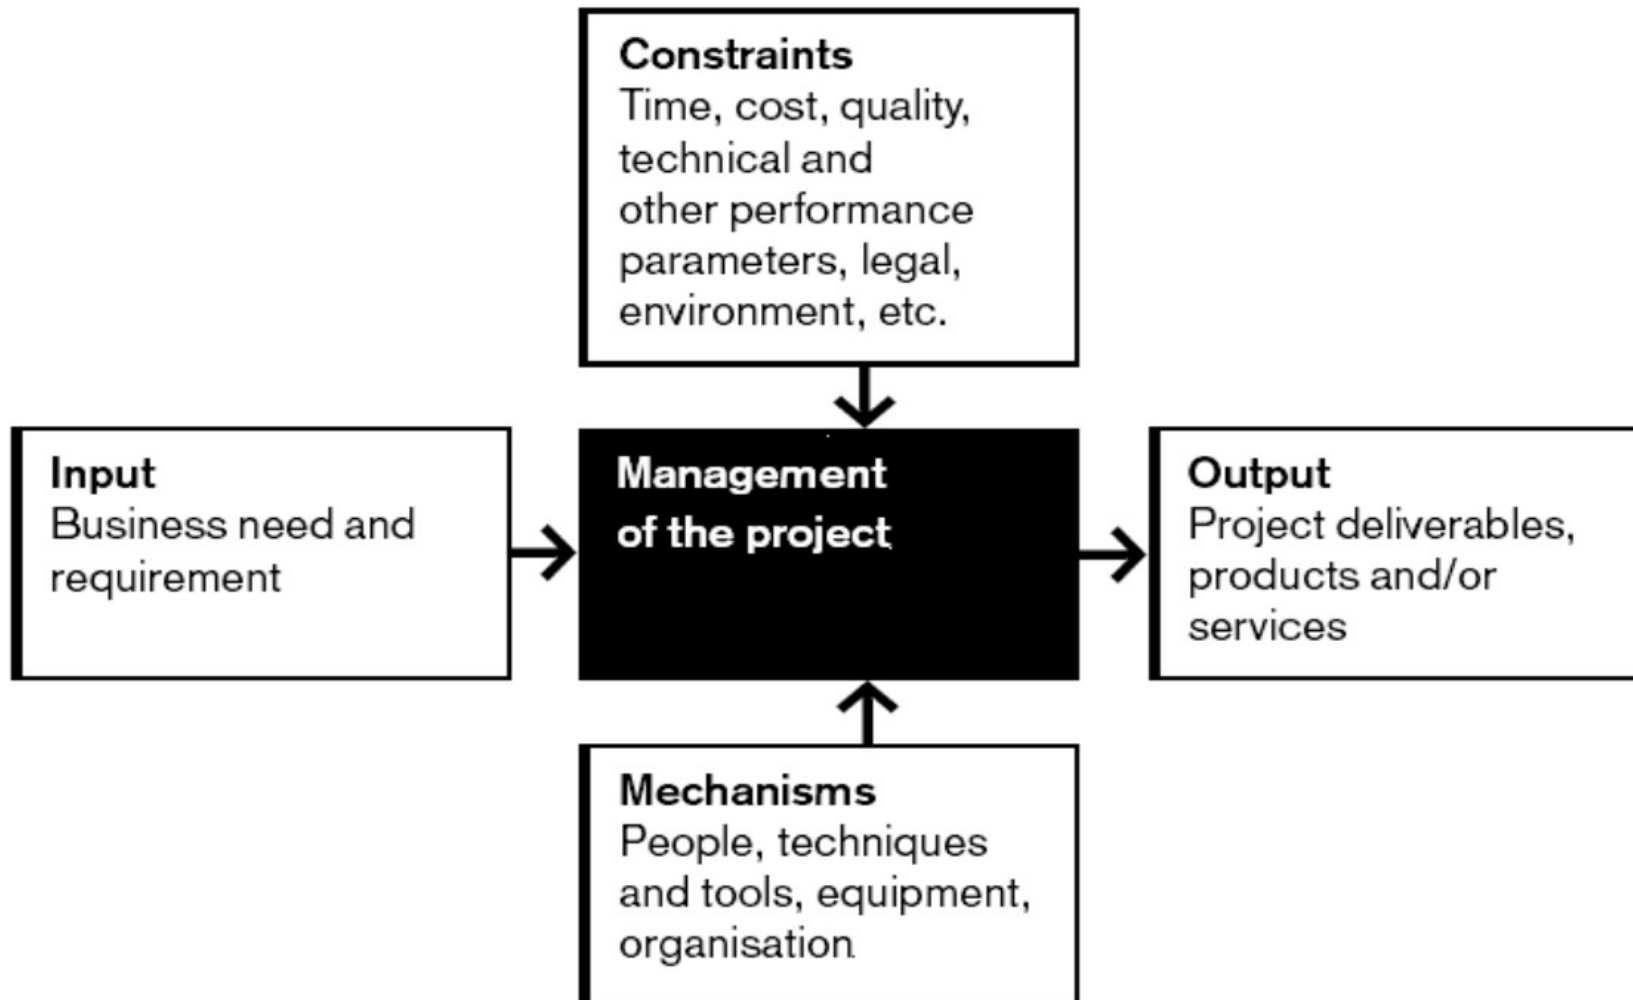 Constraints
Time, cost, quality,
technical and
other performance
parameters, legal,
environment, etc.
Input
Business need and
requirement
Management
of the project
Output
Project deliverables,
products and/or
services
Mechanisms
People, techniques
and tools, equipment,
organisation